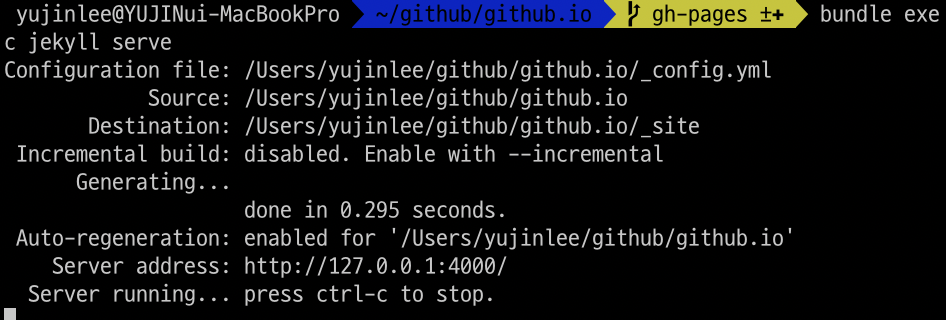 yujinlee@YUJINui-MacBookPro ~/github/github.io gh-pages ±✚ bundle exe
c jekyll serve
Configuration file: /Users/yujinlee/github/github.io/_config.yml
Source: /Users/yujinlee/github/github.io
Destination: /Users/yujinlee/github/github.io/_site
Incremental build: disabled. Enable with --incremental
Generating...
done in 0.295 seconds.
Auto-regeneration: enabled for '/Users/yujinlee/github/github.io'
Server address: http://127.0.0.1:4000/
Server running... press ctrl-c to stop.